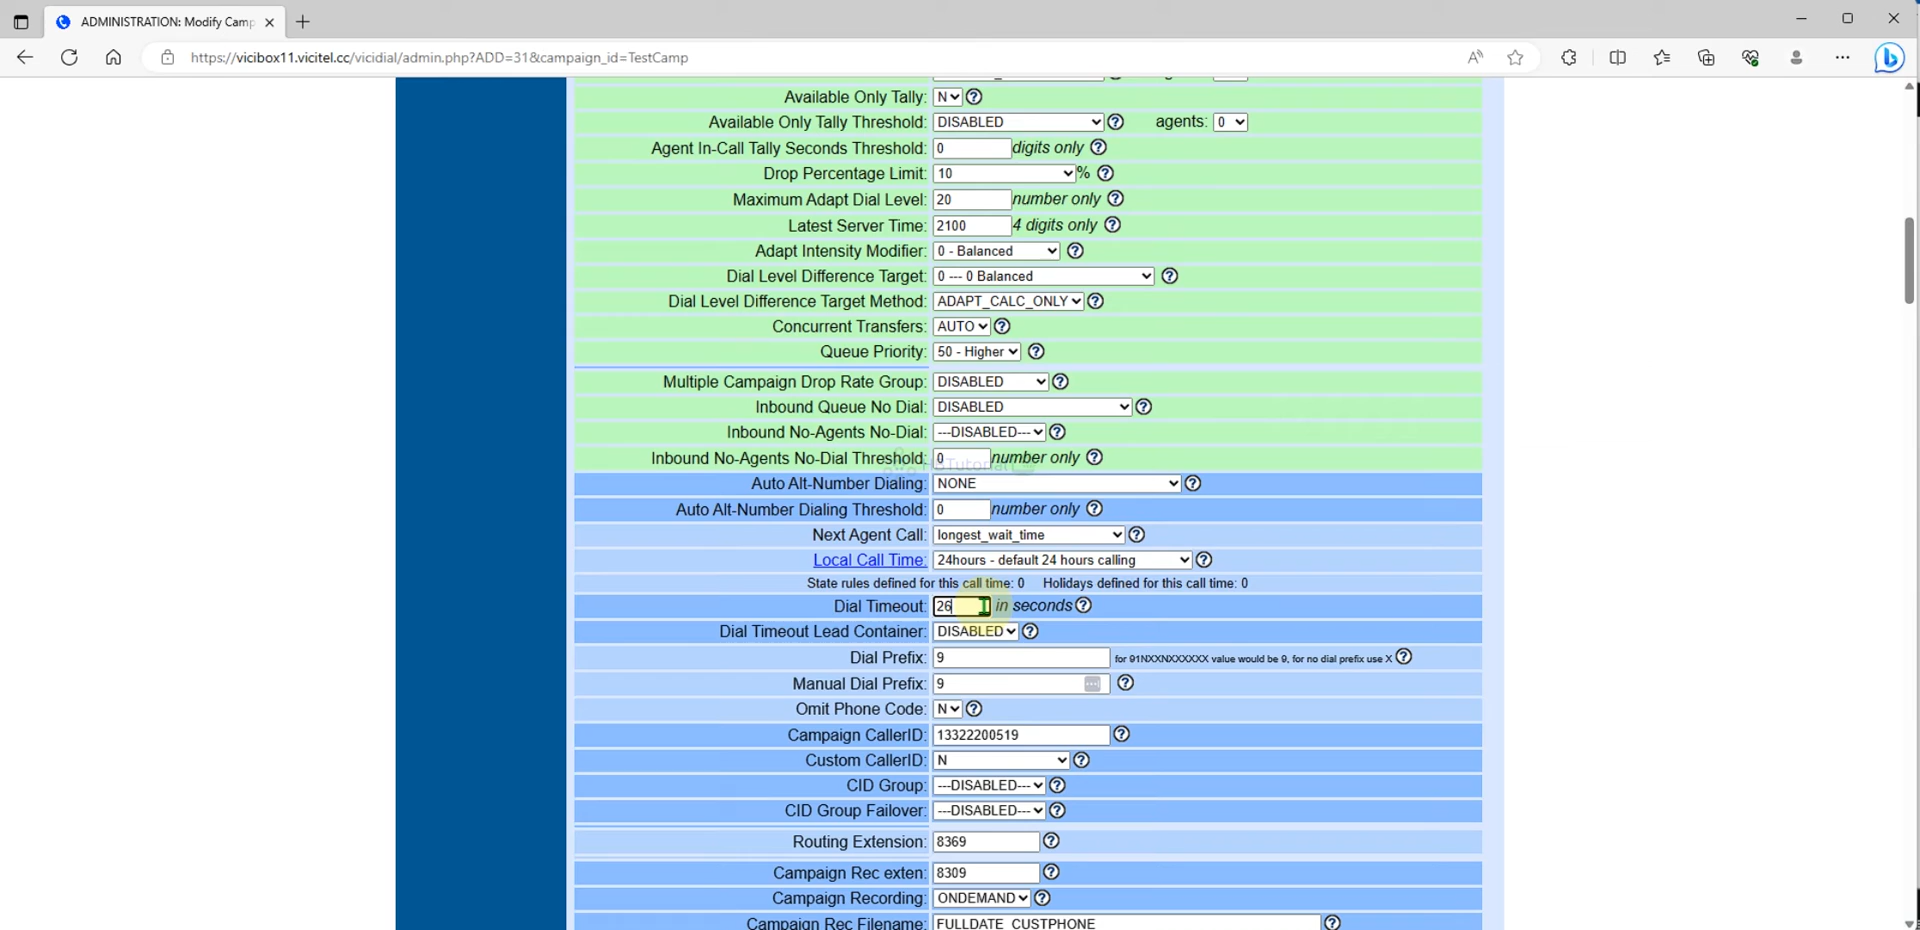 ADMINISTRATION: Modify Camp
https://vicibox11.vicitel.cc/vicidial/admin.php?ADD=31&campaign_id=TestCamp
Available Only Tally: N
Available Only Tally Threshold: DISABLED agents: 0
Agent In-Call Tally Seconds Threshold: 0 digits only
Drop Percentage Limit: 10 %
Maximum Adapt Dial Level: 20 number only
Latest Server Time: 2100 4 digits only
Adapt Intensity Modifier: 0 - Balanced
Dial Level Difference Target: 0 --- 0 Balanced
Dial Level Difference Target Method: ADAPT_CALC_ONLY
Concurrent Transfers: AUTO
Queue Priority: 50 - Higher
Multiple Campaign Drop Rate Group: DISABLED
Inbound Queue No Dial: DISABLED
Inbound No-Agents No-Dial: ---DISABLED---
Inbound No-Agents No-Dial Threshold: 0 number only
Auto Alt-Number Dialing: NONE
Auto Alt-Number Dialing Threshold: 0 number only
Next Agent Call: longest_wait_time
Local Call Time: 24hours - default 24 hours calling
State rules defined for this call time: 0 Holidays defined for this call time: 0
Dial Timeout: 26 in seconds
Dial Timeout Lead Container: DISABLED
Dial Prefix: 9 for 91NXXNXXXXXX value would be 9, for no dial prefix use X
Manual Dial Prefix: 9
Omit Phone Code: N
Campaign CallerID: 13322200519
Custom CallerID: N
CID Group: ---DISABLED---
CID Group Failover: ---DISABLED---
Routing Extension: 8369
Campaign Rec exten: 8309
Campaign Recording: ONDEMAND
Campaign Rec Filename: FULLDATE_CUSTPHONE